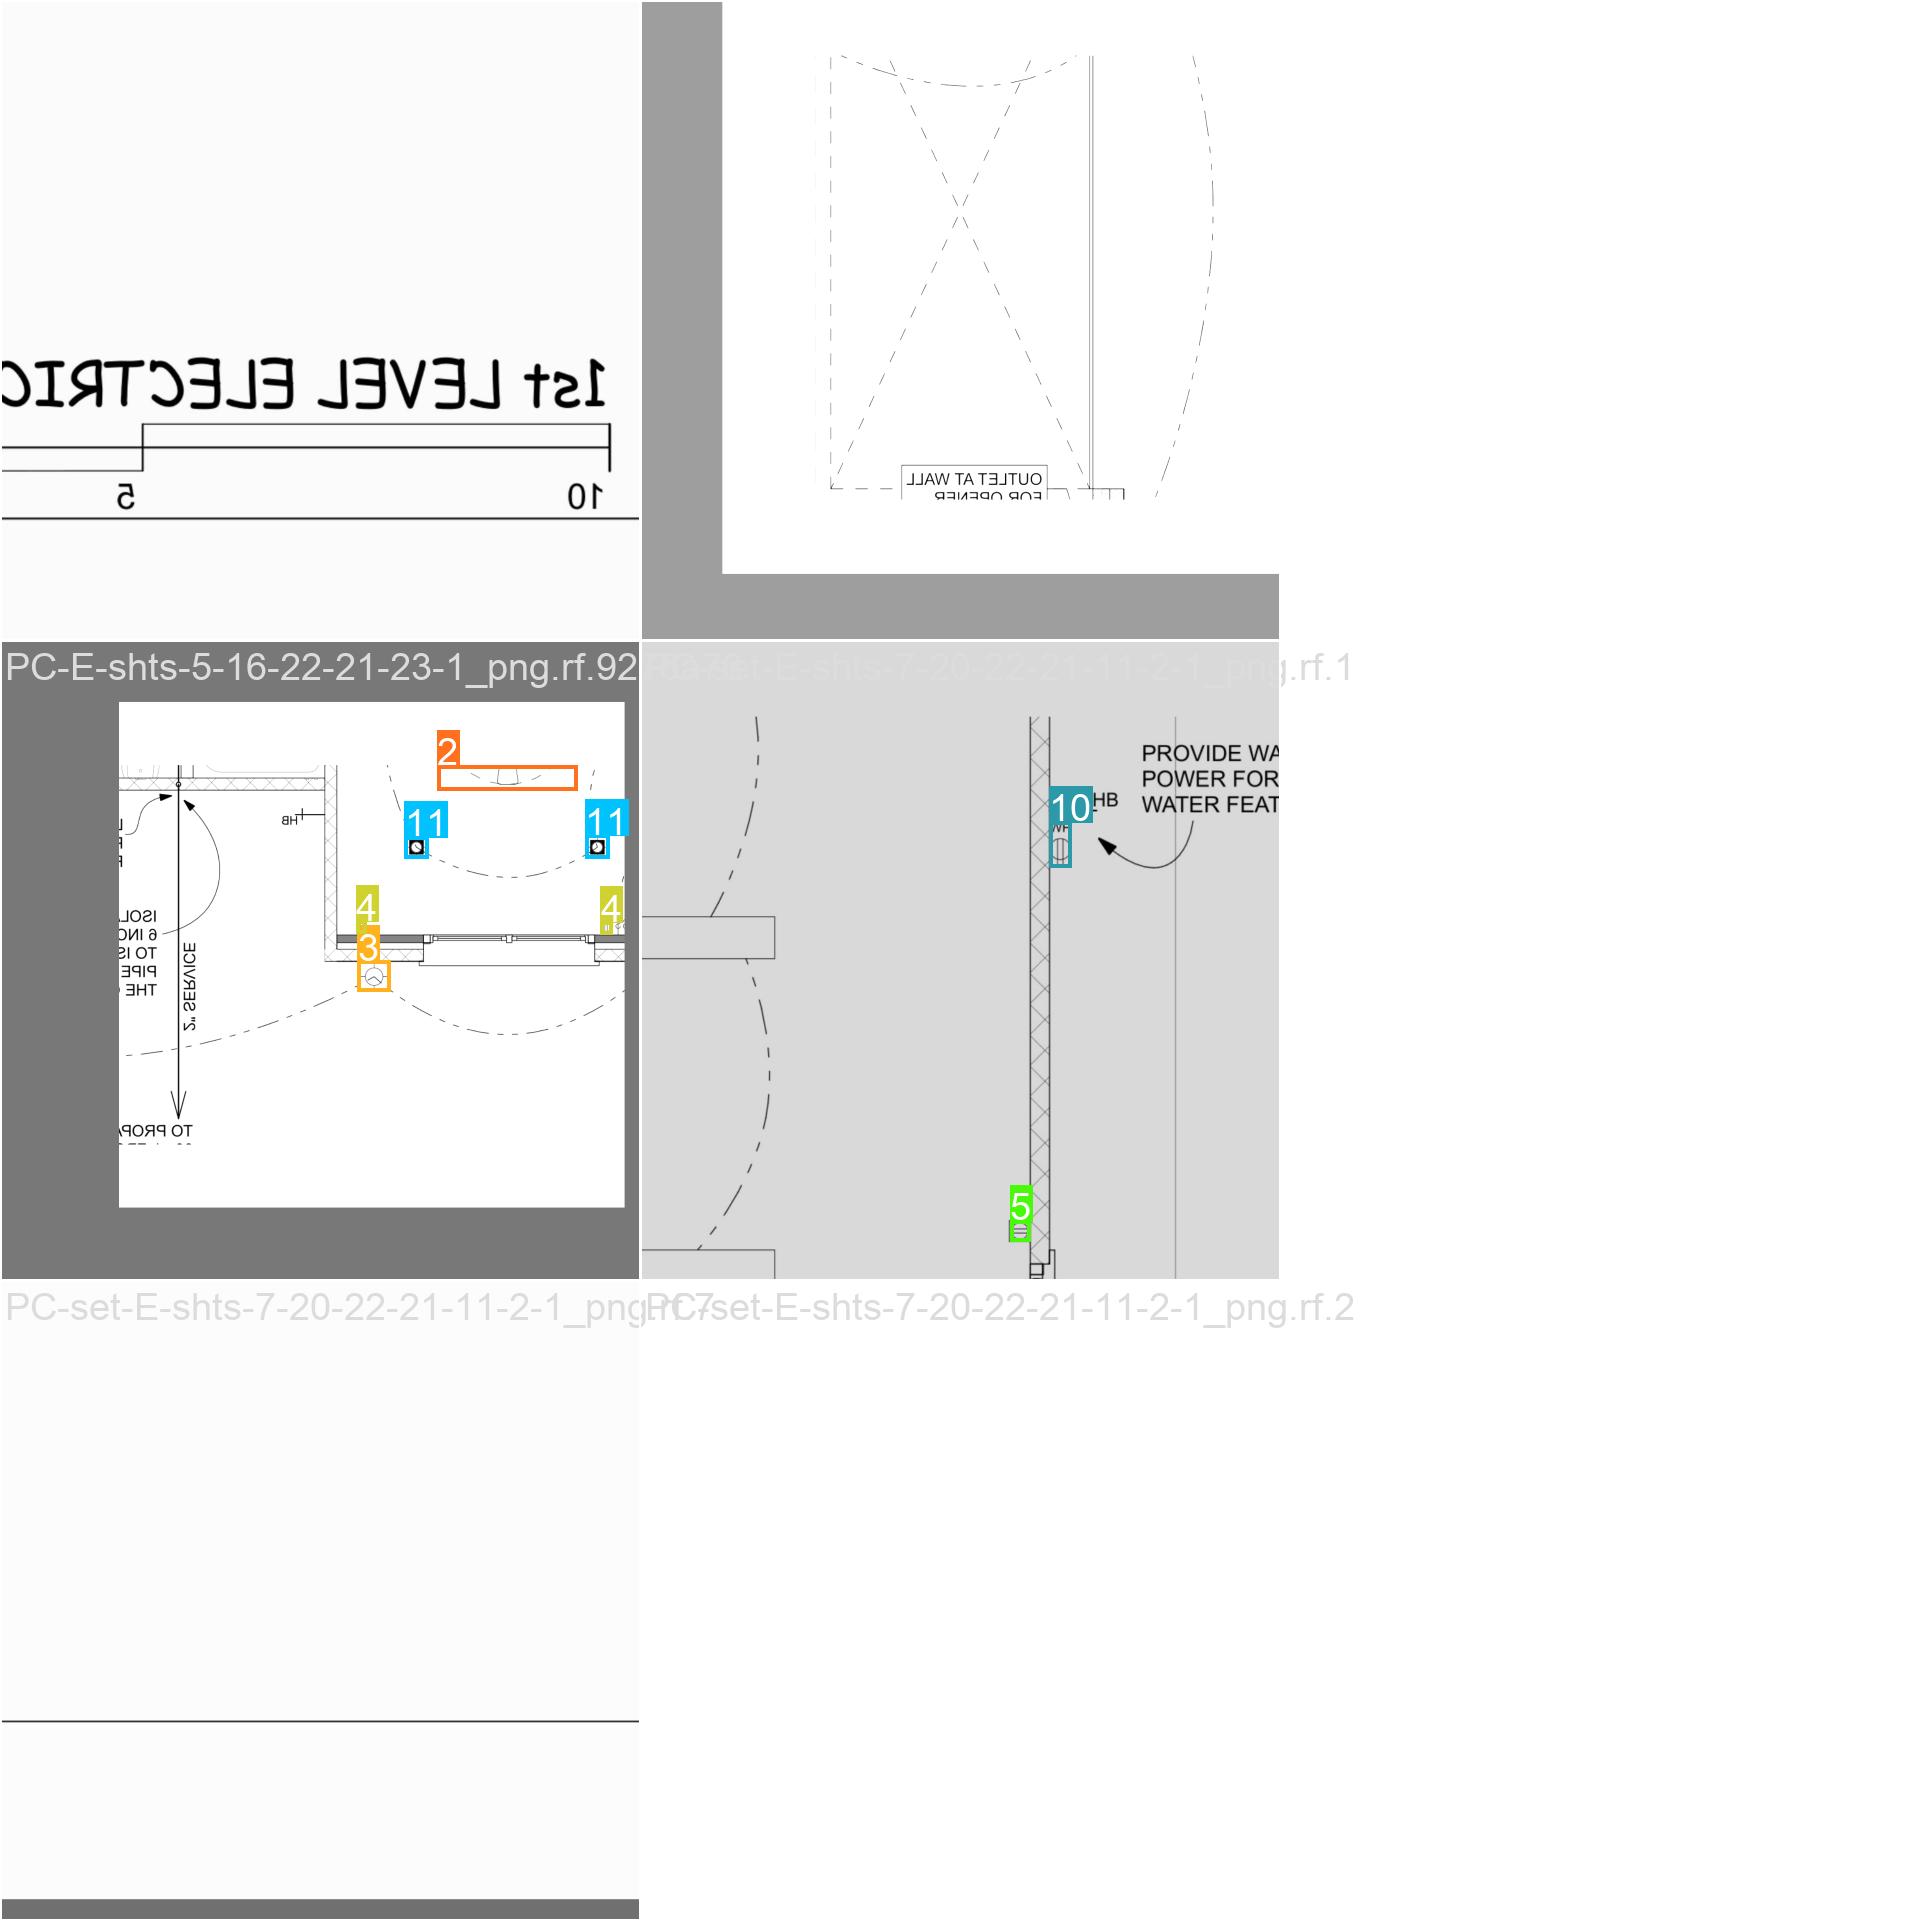 1st LEVEL ELECTRIC
5
10
OUTLET AT WALL
FOR OPENER
PC-E-shts-5-16-22-21-23-1_png.rf.92
2
11
11
HB
4
4
3
ISOLA
6 INC
TO IS
PIPE
THE
2" SERVICE
TO PROPA
PC-set-E-shts-7-20-22-21-11-2-1_png.rf.1
PROVIDE WA
POWER FOR
WATER FEAT
10
HB
WP
5
PC-set-E-shts-7-20-22-21-11-2-1_png.rf.7
PC-set-E-shts-7-20-22-21-11-2-1_png.rf.2